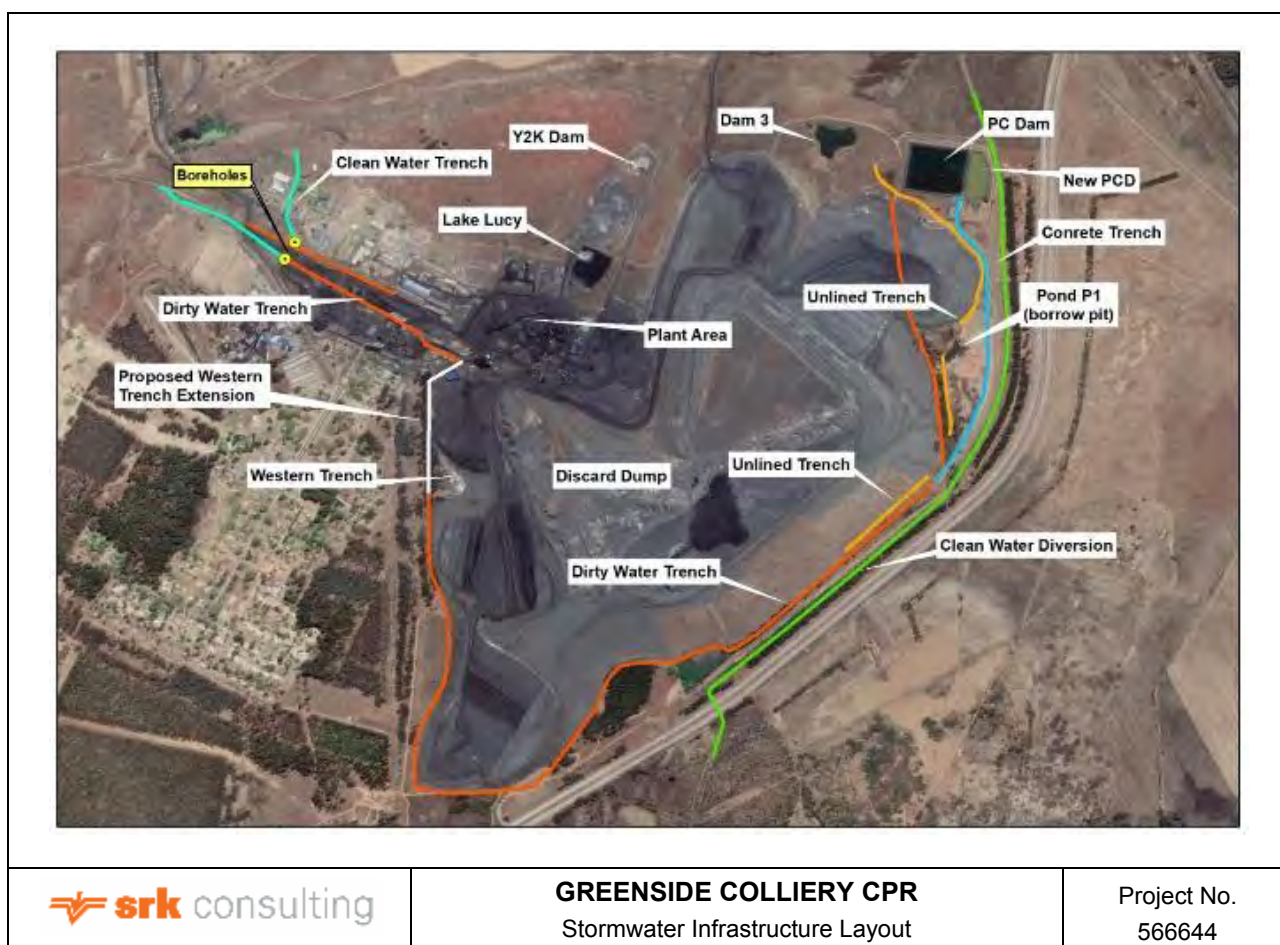 Dam 3
PC Dam
Y2K Dam
Clean Water Trench
Boreholes
New PCD
Lake Lucy
Conrete Trench
Dirty Water Trench
Unlined Trench
Pond P1
(borrow pit)
Plant Area
Proposed Western
Trench Extension
Western Trench
Discard Dump
Unlined Trench
Clean Water Diversion
Dirty Water Trench
srk consulting
GREENSIDE COLLIERY CPR
Stormwater Infrastructure Layout
Project No.
566644